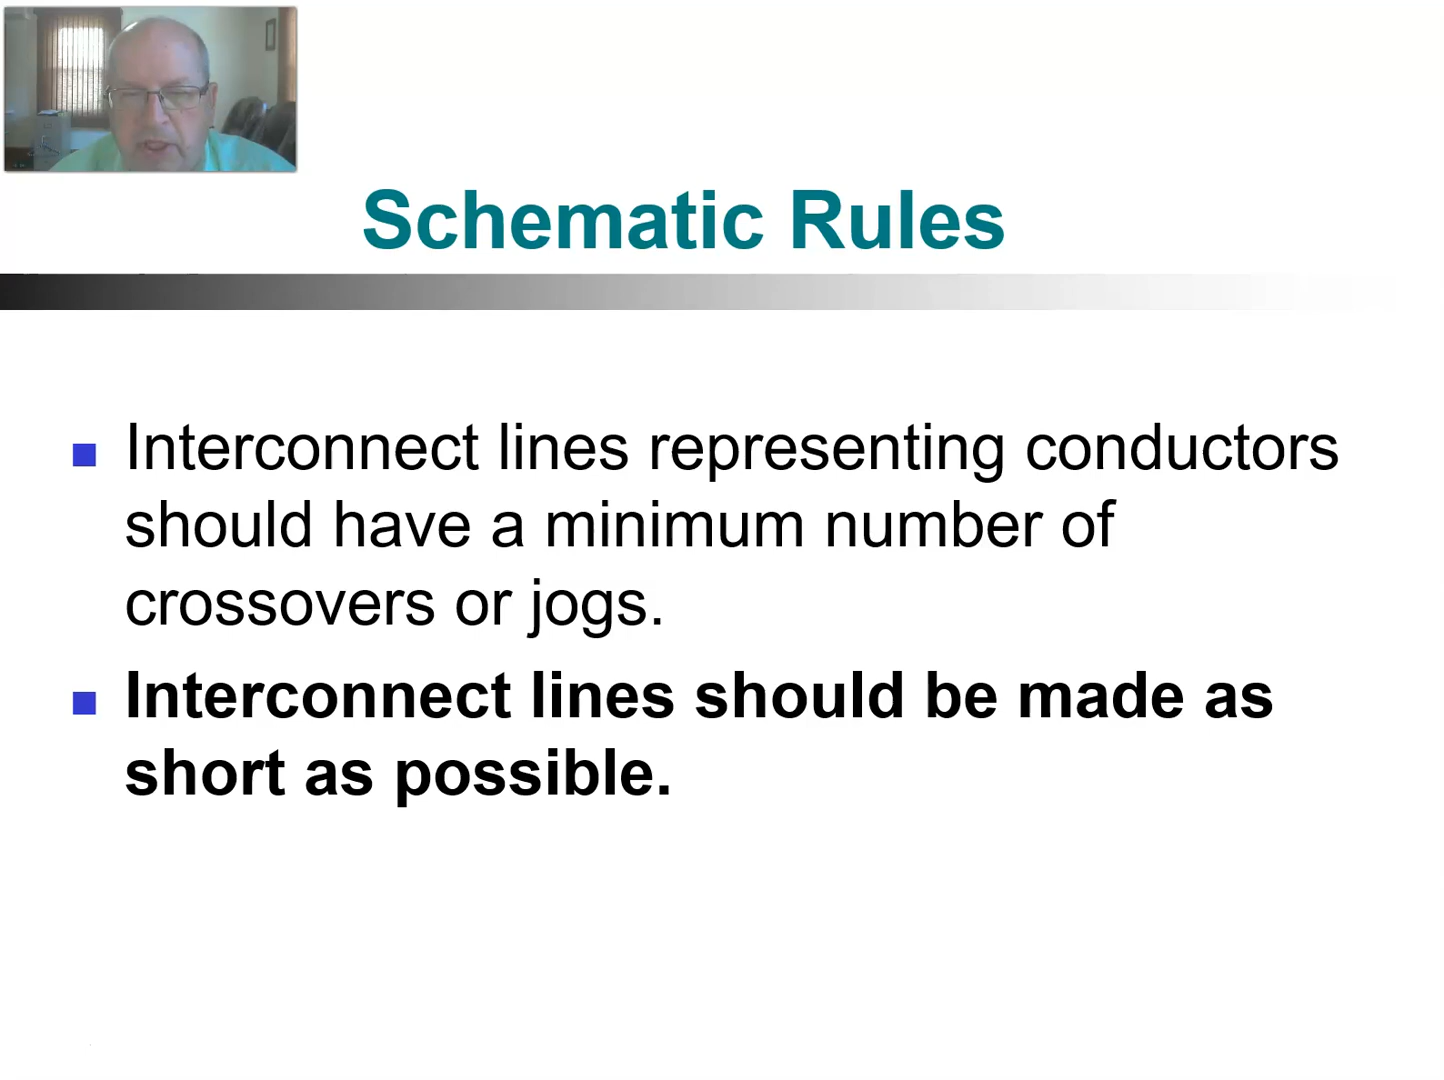 Schematic Rules
Interconnect lines representing conductors
should have a minimum number of
crossovers or jogs.
Interconnect lines should be made as
short as possible.